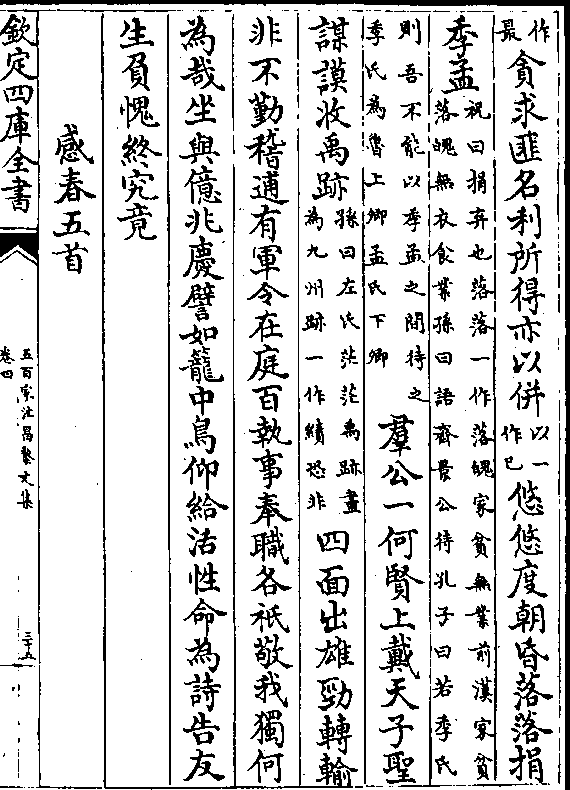 作最貪求匪名利所得亦以併以一作已悠悠度朝昏落落捐
季孟祝曰捐弃也落落一作落魄家貧無業前漢家貧落魄無衣食業孫曰語齊景公待孔子曰若季氏
則吾不能以季孟之間待之季氏為魯上卿孟氏下卿羣公一何賢上戴天子聖
謀謨收禹跡孫曰左氏茫茫禹跡畫為九州跡一作績恐非四面出雄勁轉輸
非不勤稽逋有軍令在庭百執事奉職各祇敬我獨何
為哉坐與億兆慶譬如籠中鳥仰給活性命為詩告友
生負愧終究竟
感春五首
欽定四庫全書
五百家注昌黎文集
卷四
三十五